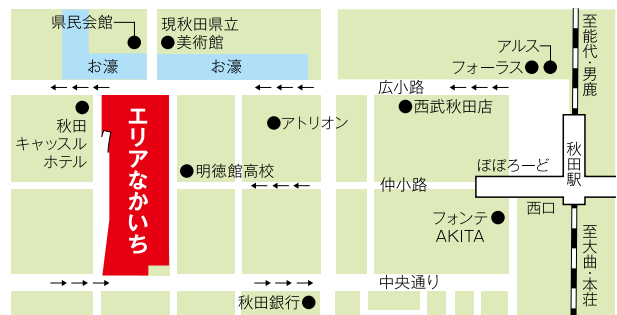 県民会館
現秋田県立
美術館
お濠
お濠
アルス
フォーラス
至能代・男鹿
広小路
秋田
キャッスル
ホテル
エリアなかいち
アトリオン
西武秋田店
明徳館高校
仲小路
ぽぽろーど
秋田駅
西口
フォンテ
AKITA
至大曲・本荘
中央通り
秋田銀行